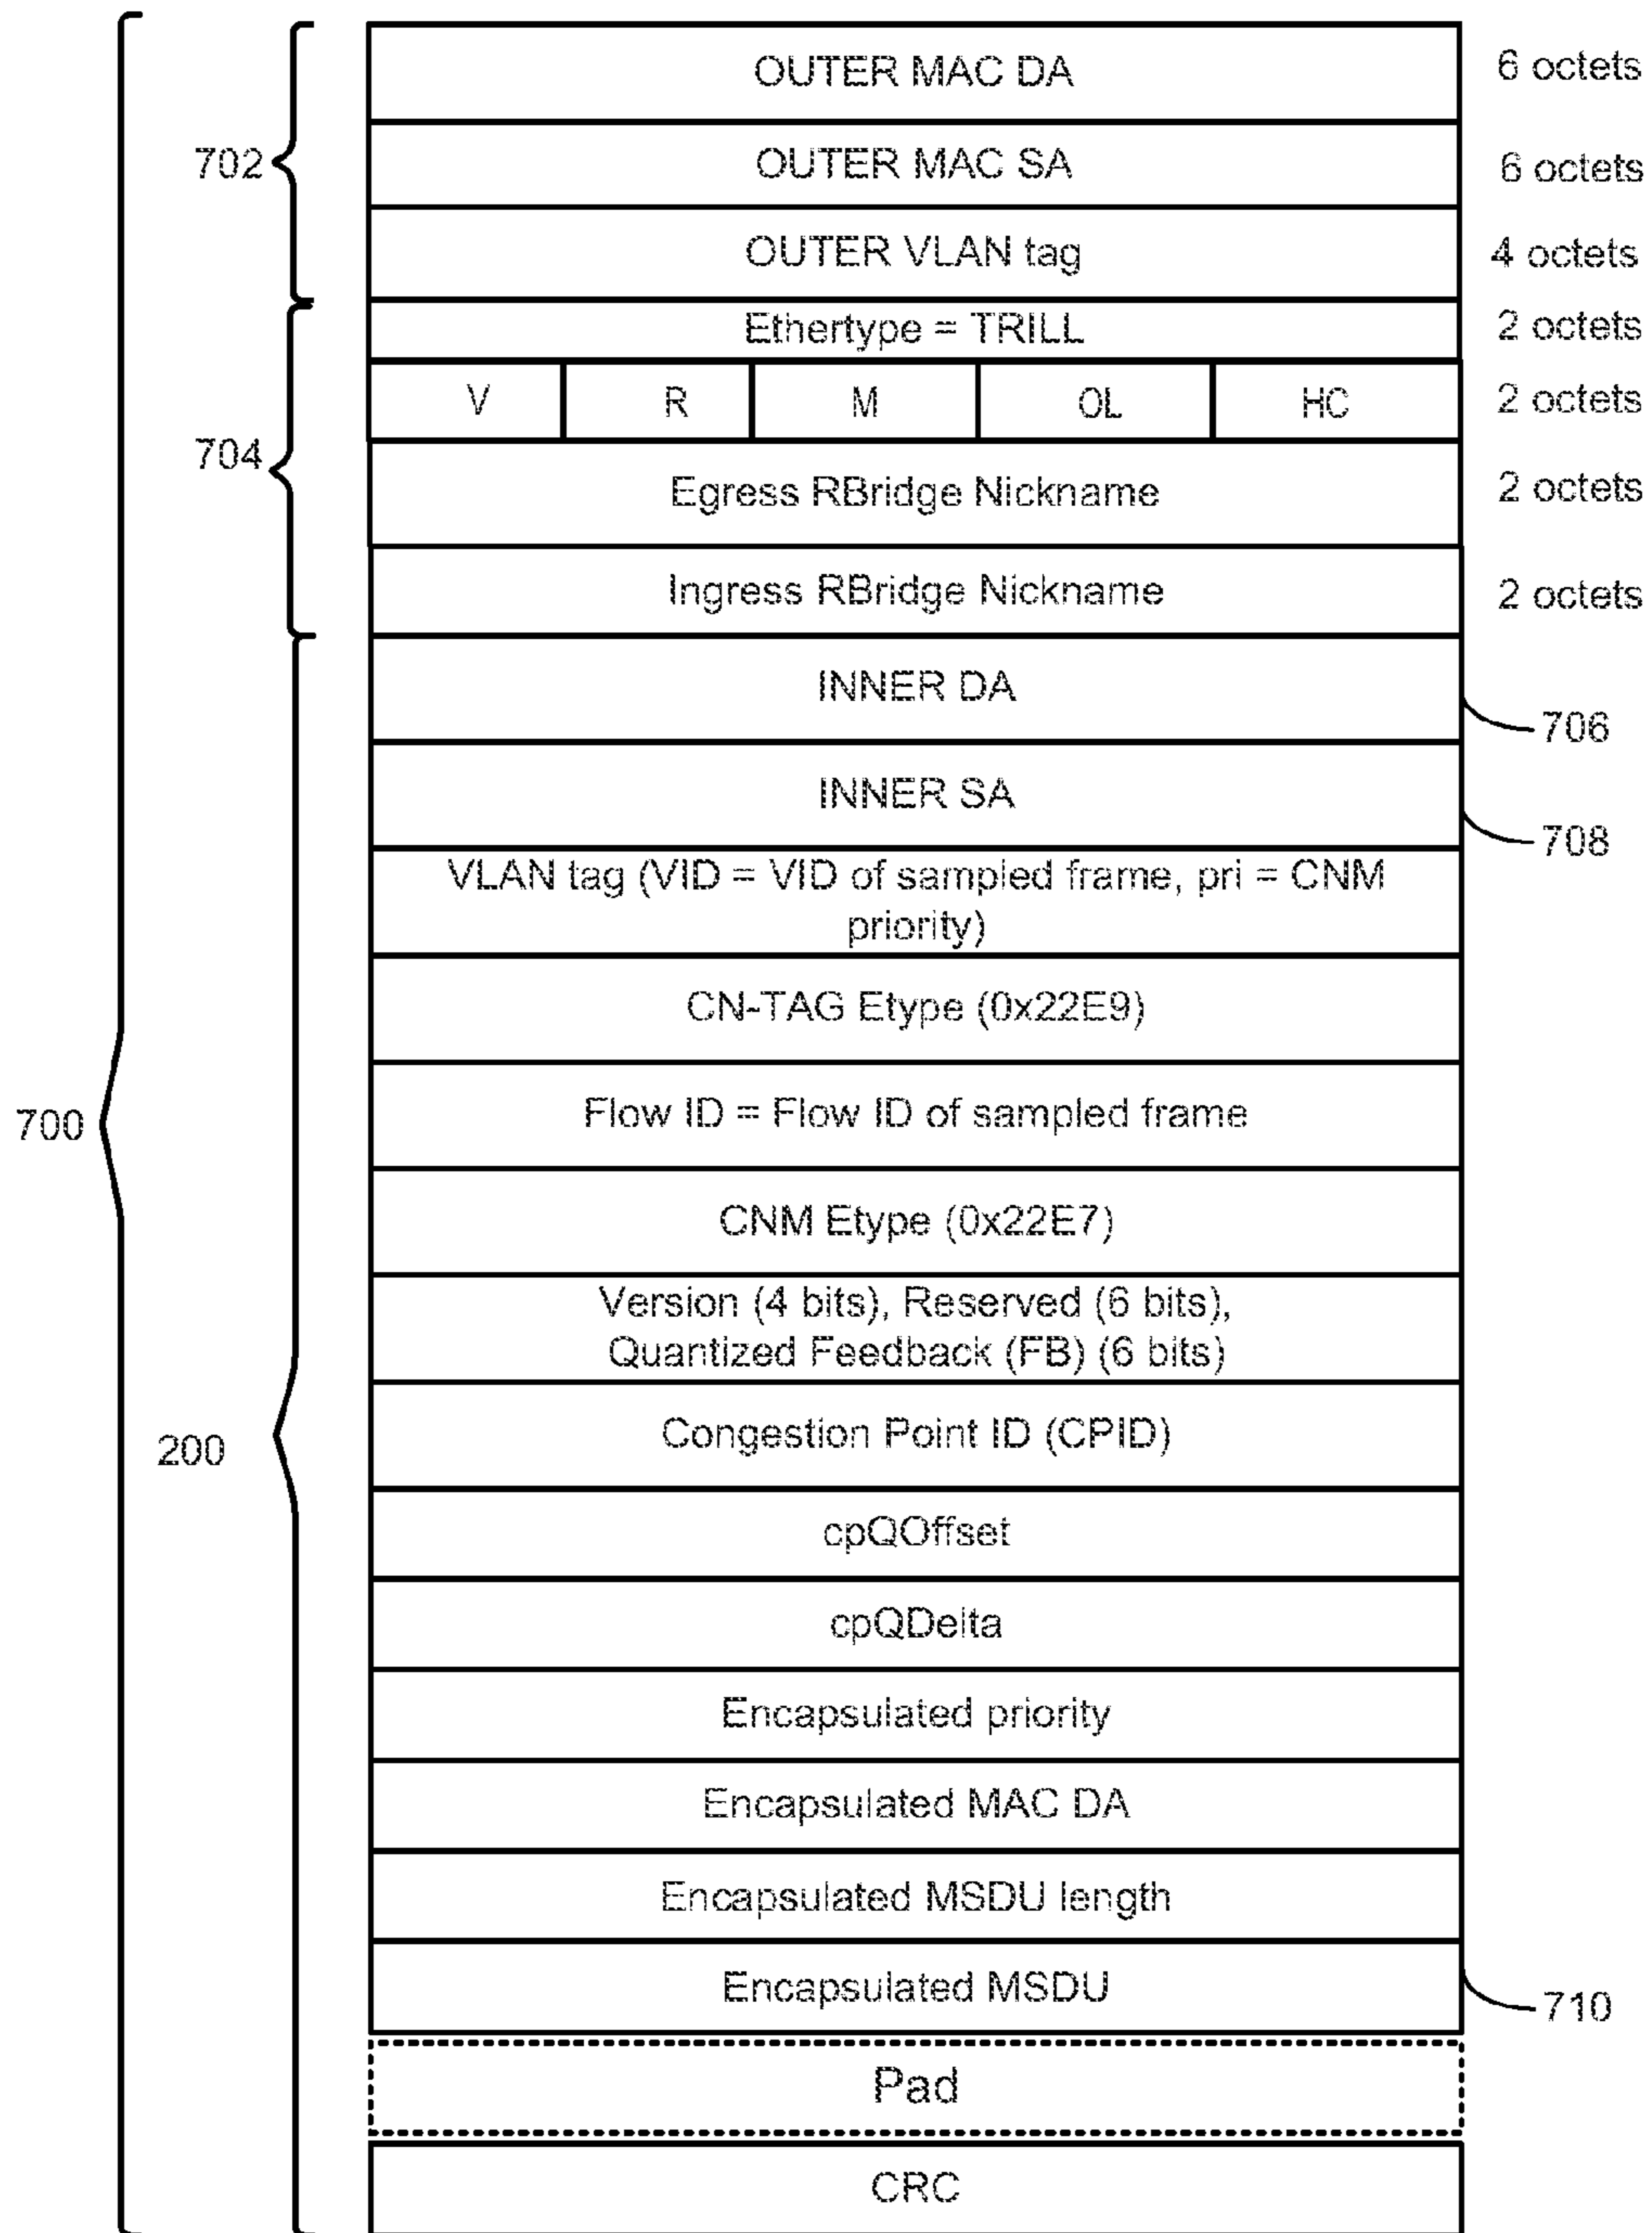 OUTER MAC DA
6 octets
702
OUTER MAC SA
6 octets
OUTER VLAN tag
4 octets
Ethertype = TRILL
2 octets
V
R
M
OL
HC
2 octets
704
Egress RBridge Nickname
2 octets
Ingress RBridge Nickname
2 octets
INNER DA
706
INNER SA
708
VLAN tag (VID = VID of sampled frame, pri = CNM
priority)
CN-TAG Etype (0x22E9)
700
Flow ID = Flow ID of sampled frame
CNM Etype (0x22E7)
Version (4 bits), Reserved (6 bits),
Quantized Feedback (FB) (6 bits)
200
Congestion Point ID (CPID)
cpQOffset
cpQDelta
Encapsulated priority
Encapsulated MAC DA
Encapsulated MSDU length
Encapsulated MSDU
710
Pad
CRC